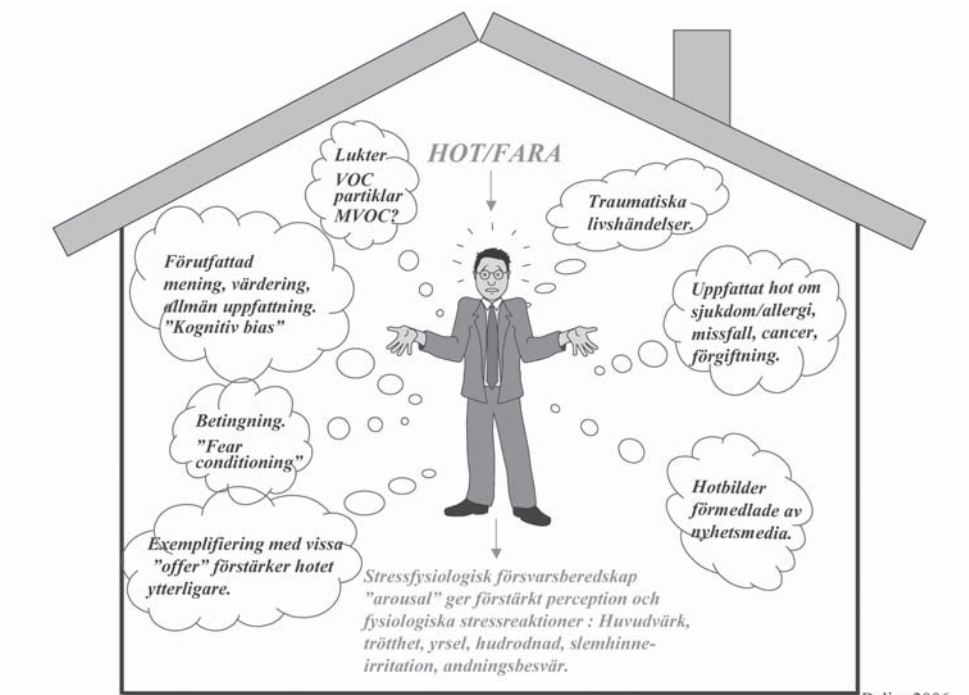 HOT/FARA
Lukter
VOC
partiklar
MVOC?
Traumatiska
livshändelser.
Förutfattad
mening, värdering,
allmän uppfattning.
”Kognitiv bias”
Uppfattat hot om
sjukdom/allergi,
missfall, cancer,
förgiftning.
Betingning.
”Fear
conditioning”
Hotbilder
förmedlade av
nyhetsmedia.
Exemplifiering med vissa
”offer” förstärker hotet
ytterligare.
Stressfysiologisk försvarsberedskap
”arousal” ger förstärkt perception och
fysiologiska stressreaktioner : Huvudvärk,
trötthet, yrsel, hudrodnad, slemhinne-
irritation, andningsbesvär.